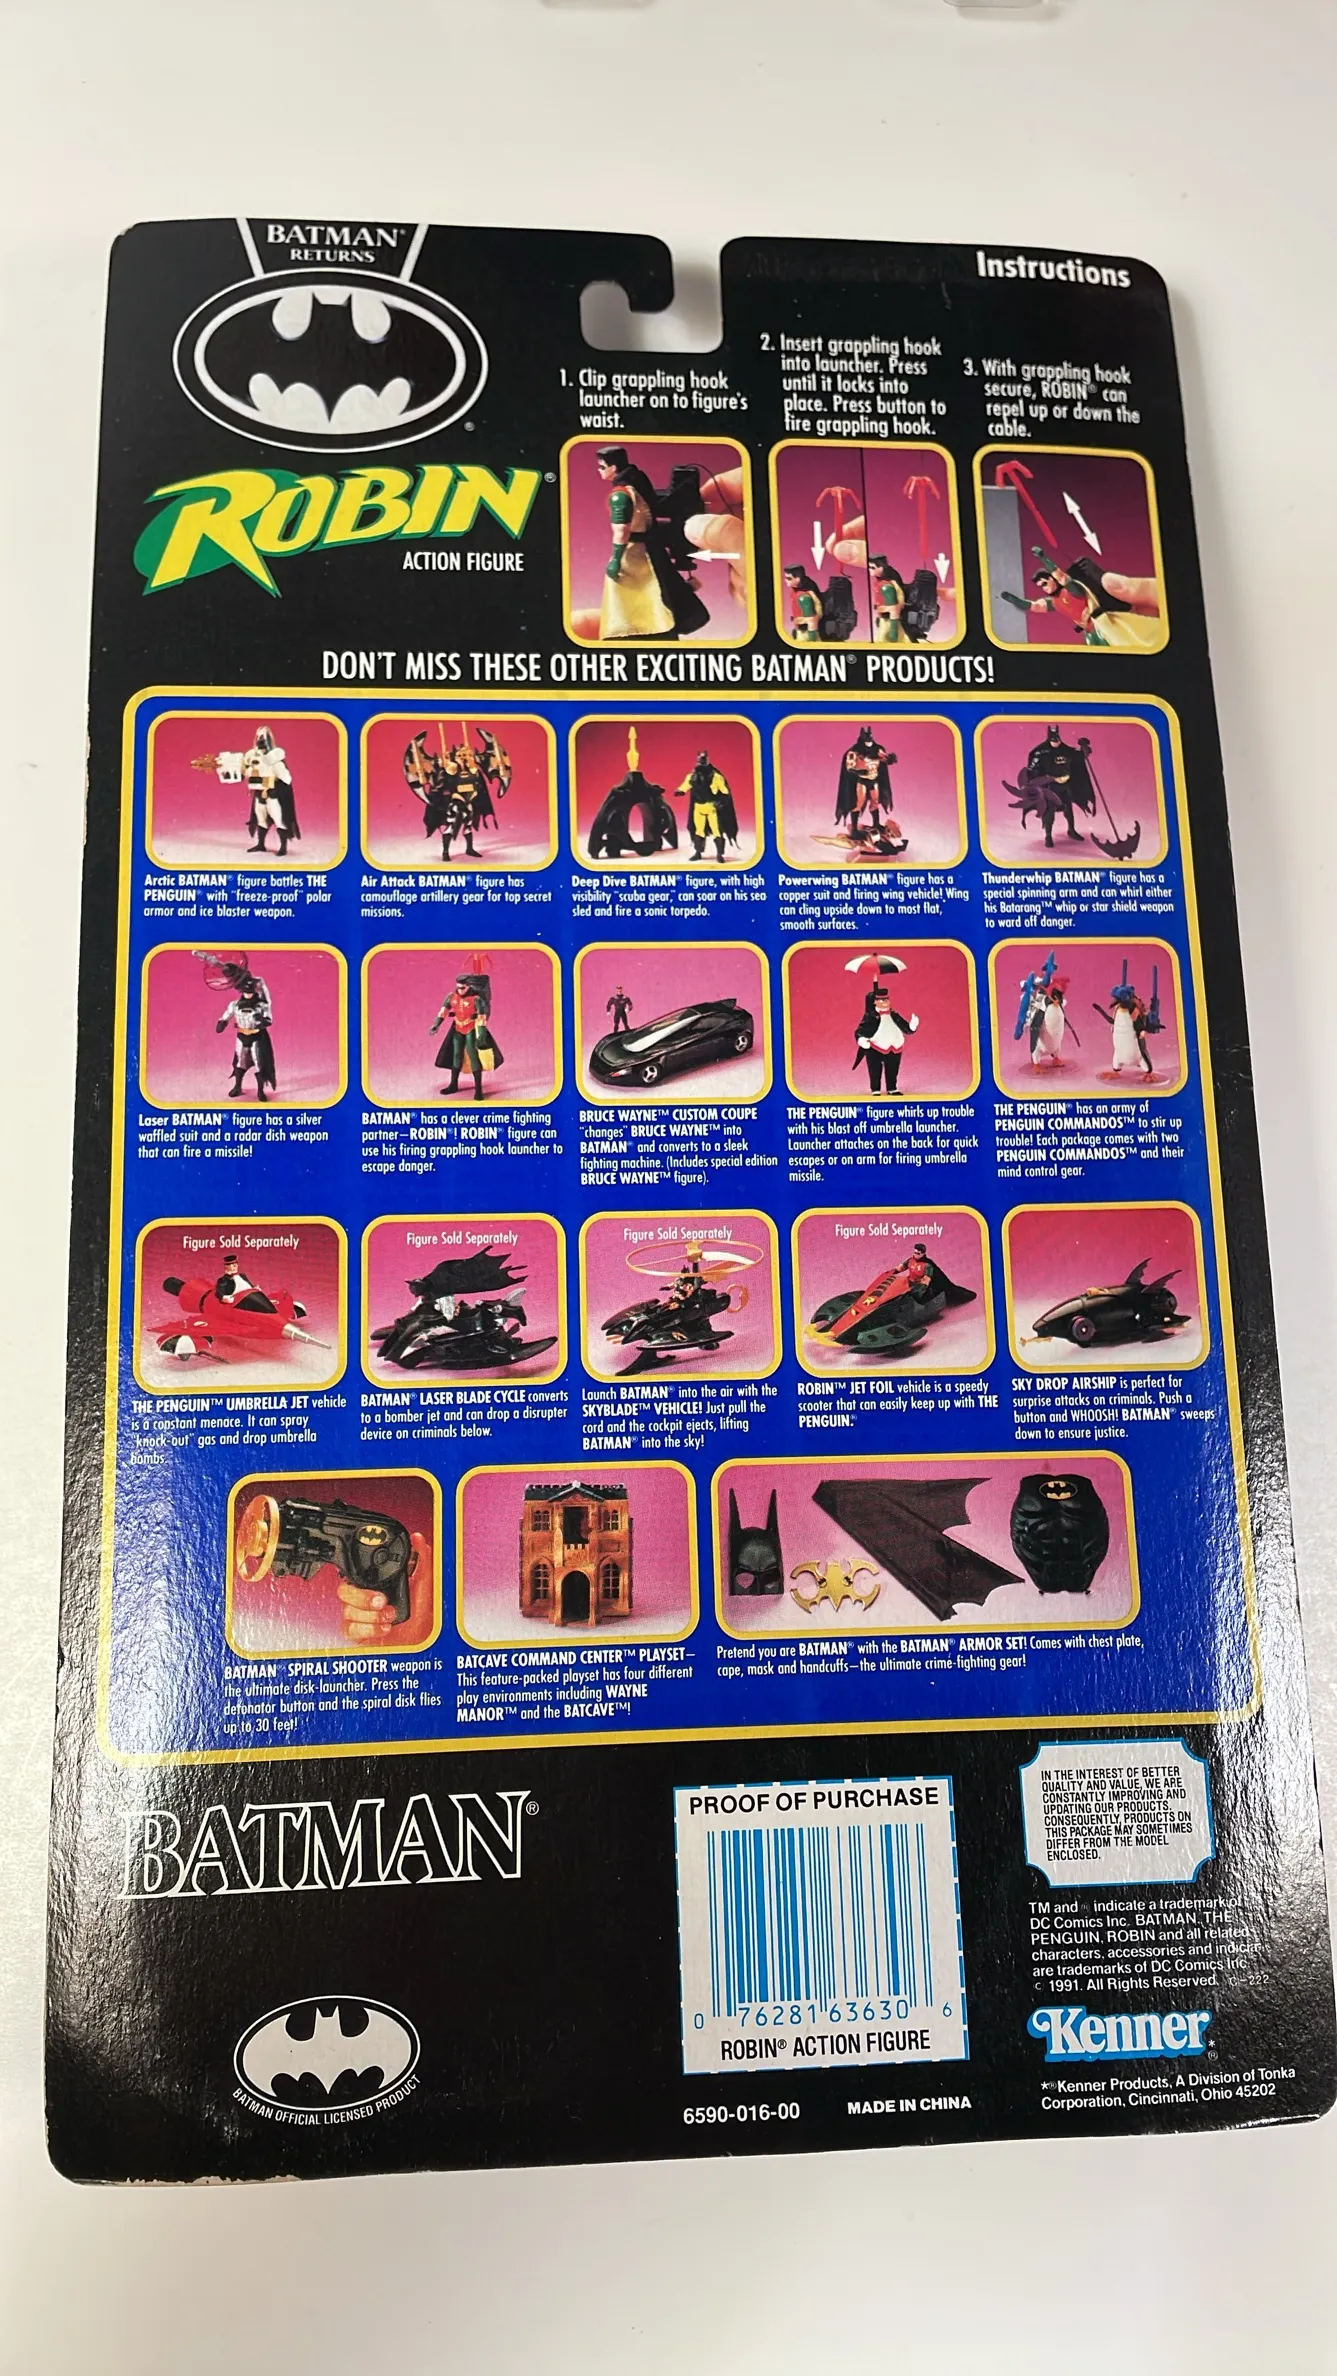 BATMAN®
RETURNS™
®
ROBIN®
ACTION FIGURE
Instructions
1. Clip grappling hook
launcher on to figure's
waist.
2. Insert grappling hook
into launcher. Press
until it locks into
place. Press button to
fire grappling hook.
3. With grappling hook
secure, ROBIN® can
repel up or down the
cable.
DON'T MISS THESE OTHER EXCITING BATMAN® PRODUCTS!
Arctic BATMAN® figure battles THE
PENGUIN® with "freeze-proof" polar
armor and ice blaster weapon.
Air Attack BATMAN® figure has
camouflage artillery gear for top secret
missions.
Deep Dive BATMAN® figure, with high
visibility "scuba gear," can soar on his sea
sled and fire a sonic torpedo.
Powerwing BATMAN® figure has a
copper suit and firing wing vehicle! Wing
can cling upside down to most flat,
smooth surfaces.
Thunderwhip BATMAN® figure has a
special spinning arm and can whirl either
his Batarang™ whip or star shield weapon
to ward off danger.
Laser BATMAN® figure has a silver
waffled suit and a radar dish weapon
that can fire a missile!
BATMAN® has a clever crime fighting
partner—ROBIN®! ROBIN® figure can
use his firing grappling hook launcher to
escape danger.
BRUCE WAYNE™ CUSTOM COUPE
"changes" BRUCE WAYNE™ into
BATMAN® and converts to a sleek
fighting machine. (Includes special edition
BRUCE WAYNE™ figure).
THE PENGUIN® figure whirls up trouble
with his blast off umbrella launcher.
Launcher attaches on the back for quick
escapes or on arm for firing umbrella
missile.
THE PENGUIN® has an army of
PENGUIN COMMANDOS™ to stir up
trouble! Each package comes with two
PENGUIN COMMANDOS™ and their
mind control gear.
Figure Sold Separately
THE PENGUIN™ UMBRELLA JET vehicle
is a constant menace. It can spray
"knock-out" gas and drop umbrella
bombs.
Figure Sold Separately
BATMAN® LASER BLADE CYCLE converts
to a bomber jet and can drop a disrupter
device on criminals below.
Figure Sold Separately
Launch BATMAN® into the air with the
SKYBLADE™ VEHICLE! Just pull the
cord and the cockpit ejects, lifting
BATMAN® into the sky!
Figure Sold Separately
ROBIN™ JET FOIL vehicle is a speedy
scooter that can easily keep up with THE
PENGUIN.®
SKY DROP AIRSHIP is perfect for
surprise attacks on criminals. Push a
button and WHOOSH! BATMAN® sweeps
down to ensure justice.
BATMAN® SPIRAL SHOOTER weapon is
the ultimate disk-launcher. Press the
detonator button and the spiral disk flies
up to 30 feet!
BATCAVE COMMAND CENTER™ PLAYSET—
This feature-packed playset has four different
play environments including WAYNE
MANOR™ and the BATCAVE™!
Pretend you are BATMAN® with the BATMAN® ARMOR SET! Comes with chest plate,
cape, mask and handcuffs—the ultimate crime-fighting gear!
BATMAN®
BATMAN OFFICIAL LICENSED PRODUCT
PROOF OF PURCHASE
0 76281 63630 6
ROBIN® ACTION FIGURE
6590-016-00
MADE IN CHINA
IN THE INTEREST OF BETTER
QUALITY AND VALUE, WE ARE
CONSTANTLY IMPROVING AND
UPDATING OUR PRODUCTS.
CONSEQUENTLY, PRODUCTS ON
THIS PACKAGE MAY SOMETIMES
DIFFER FROM THE MODEL
ENCLOSED.
TM and ® indicate a trademark of
DC Comics Inc. BATMAN, THE
PENGUIN, ROBIN and all related
characters, accessories and indicia
are trademarks of DC Comics Inc.
© 1991. All Rights Reserved. C-222
Kenner*®
*®Kenner Products, A Division of Tonka
Corporation, Cincinnati, Ohio 45202